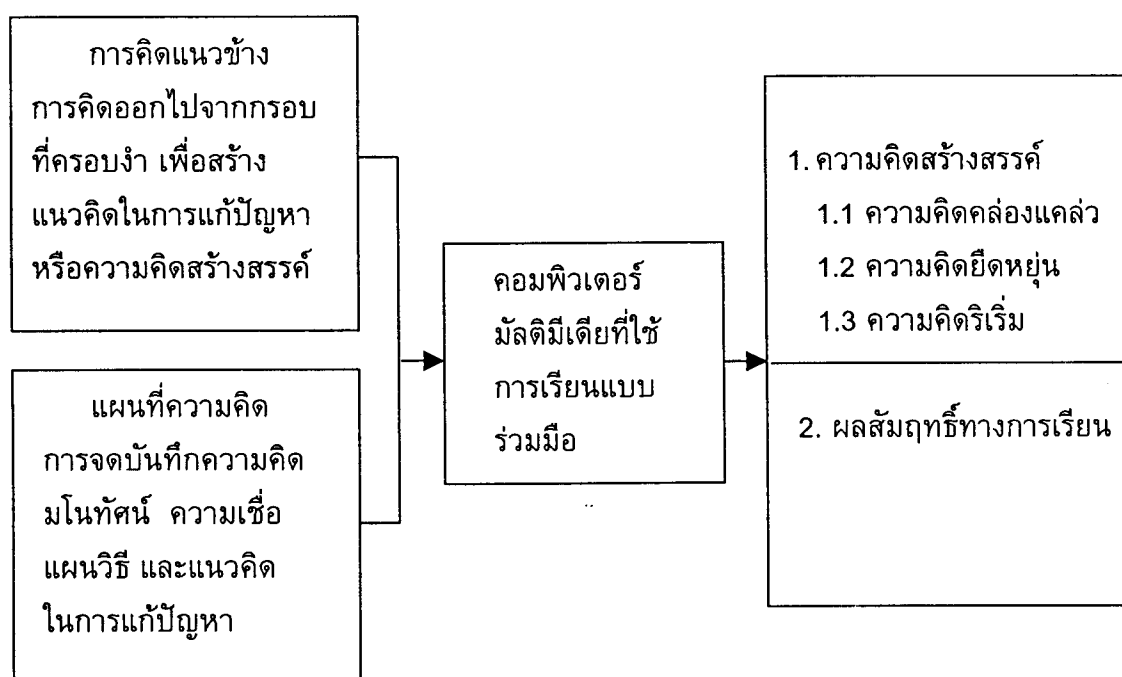 การคิดแนวข้าง
การคิดออกไปจากกรอบ
ที่ครอบงำ เพื่อสร้าง
แนวคิดในการแก้ปัญหา
หรือความคิดสร้างสรรค์
แผนที่ความคิด
การจดบันทึกความคิด
มโนทัศน์ ความเชื่อ
แผนวิธี และแนวคิด
ในการแก้ปัญหา
คอมพิวเตอร์
มัลติมีเดียที่ใช้
การเรียนแบบ
ร่วมมือ
1. ความคิดสร้างสรรค์
1.1 ความคิดคล่องแคล่ว
1.2 ความคิดยืดหยุ่น
1.3 ความคิดริเริ่ม
2. ผลสัมฤทธิ์ทางการเรียน